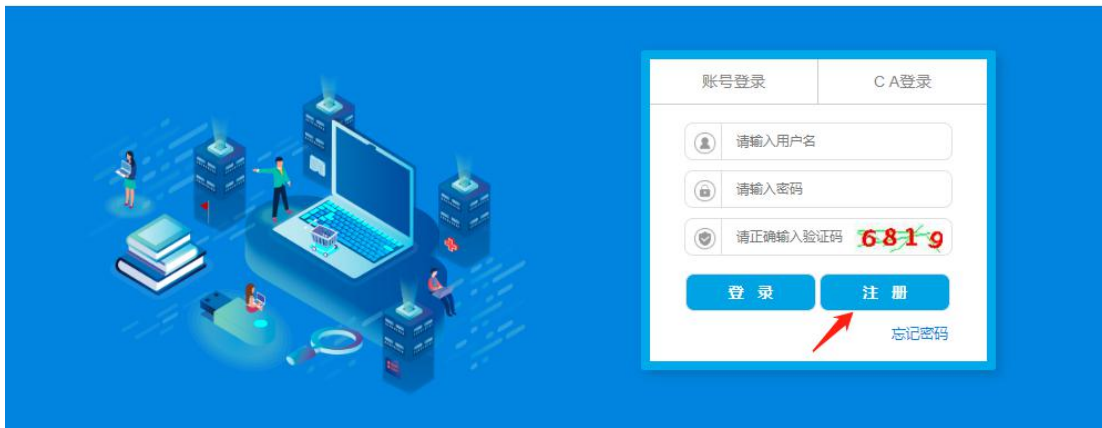 账号登录
CA登录
请输入用户名
请输入密码
请正确输入验证码 6819
登 录
注 册
忘记密码